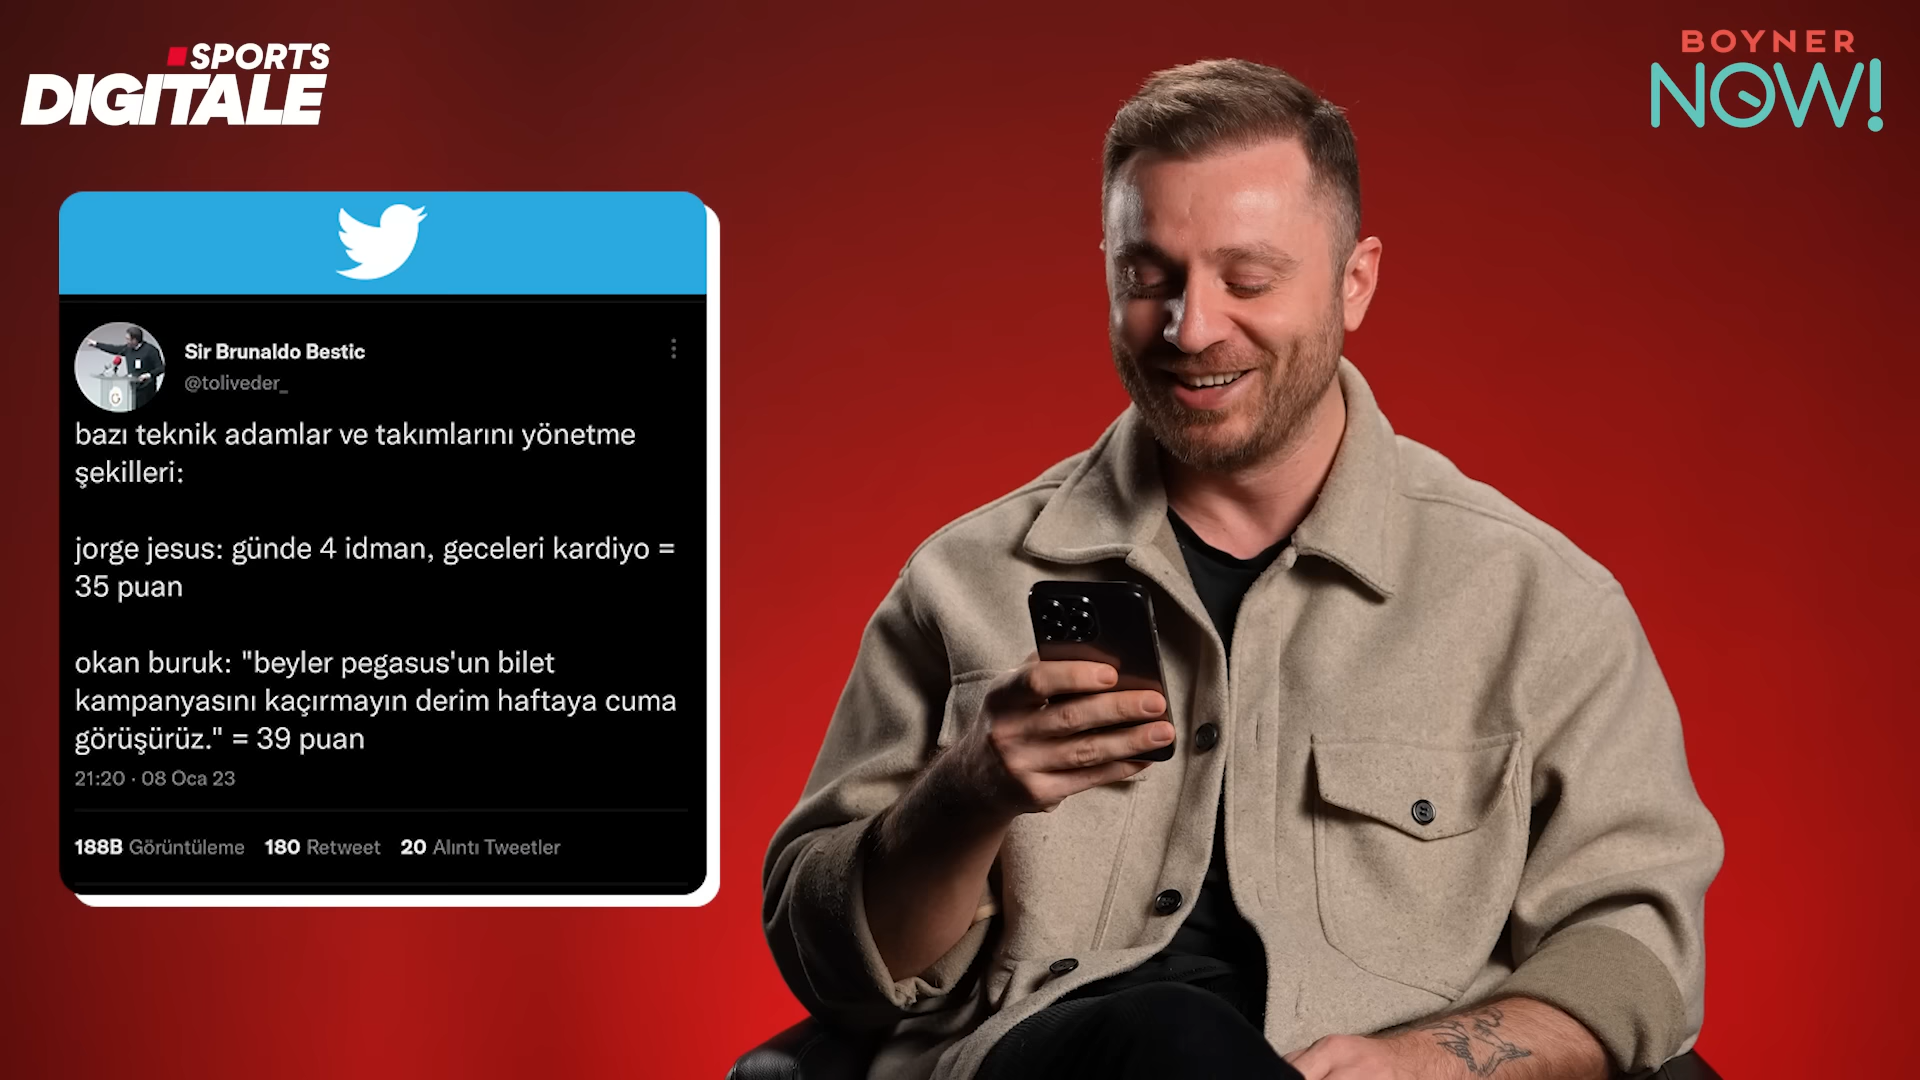 SPORTS
DIGITALE
BOYNER
NOW!
Sir Brunaldo Bestic
@toliveder_
bazı teknik adamlar ve takımlarını yönetme
şekilleri:
jorge jesus: günde 4 idman, geceleri kardiyo =
35 puan
okan buruk: "beyler pegasus'un bilet
kampanyasını kaçırmayın derim haftaya cuma
görüşürüz." = 39 puan
21:20 · 08 Oca 23
188B Görüntüleme 180 Retweet 20 Alıntı Tweetler